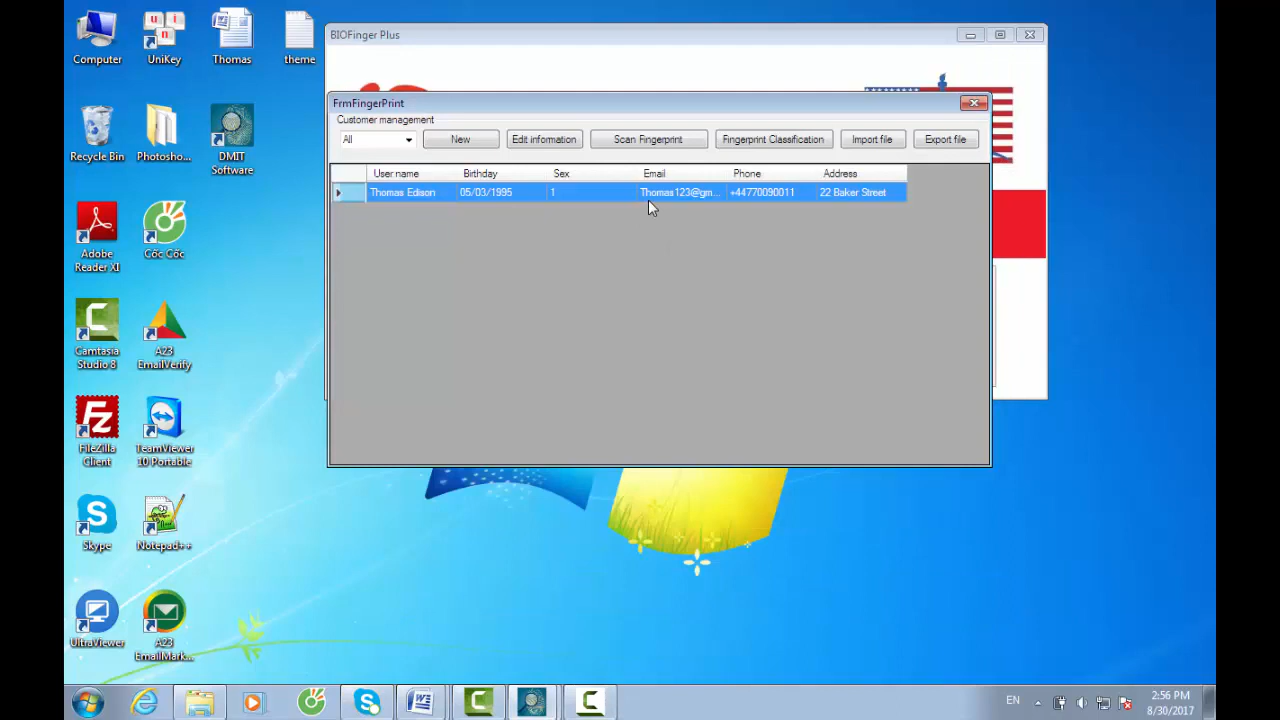 BIOFinger Plus
FrmFingerPrint
Customer management
All
New
Edit information
Scan Fingerprint
Fingerprint Classification
Import file
Export file
User name Birthday Sex Email Phone Address
Thomas Edison 05/03/1995 1 Thomas123@gm... +44770090011 22 Baker Street
Computer
UniKey
Thomas
theme
Recycle Bin
Photosho...
DMIT
Software
Adobe
Reader XI
Cốc Cốc
Camtasia
Studio 8
A23
EmailVerify
FileZilla
Client
TeamViewer
10 Portable
Skype
Notepad++
UltraViewer
A23
EmailMark...
EN
2:56 PM
8/30/2017